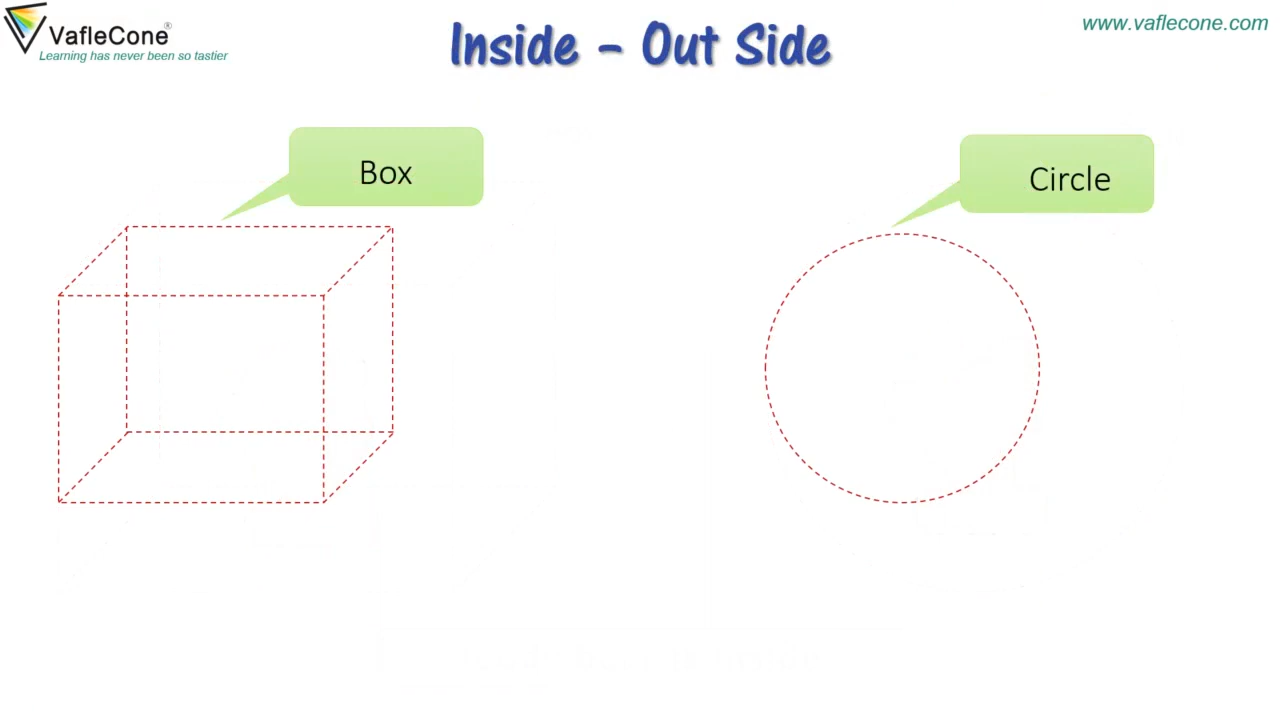 VafleCone®
Learning has never been so tastier
Inside - Out Side
www.vaflecone.com
Box
Circle